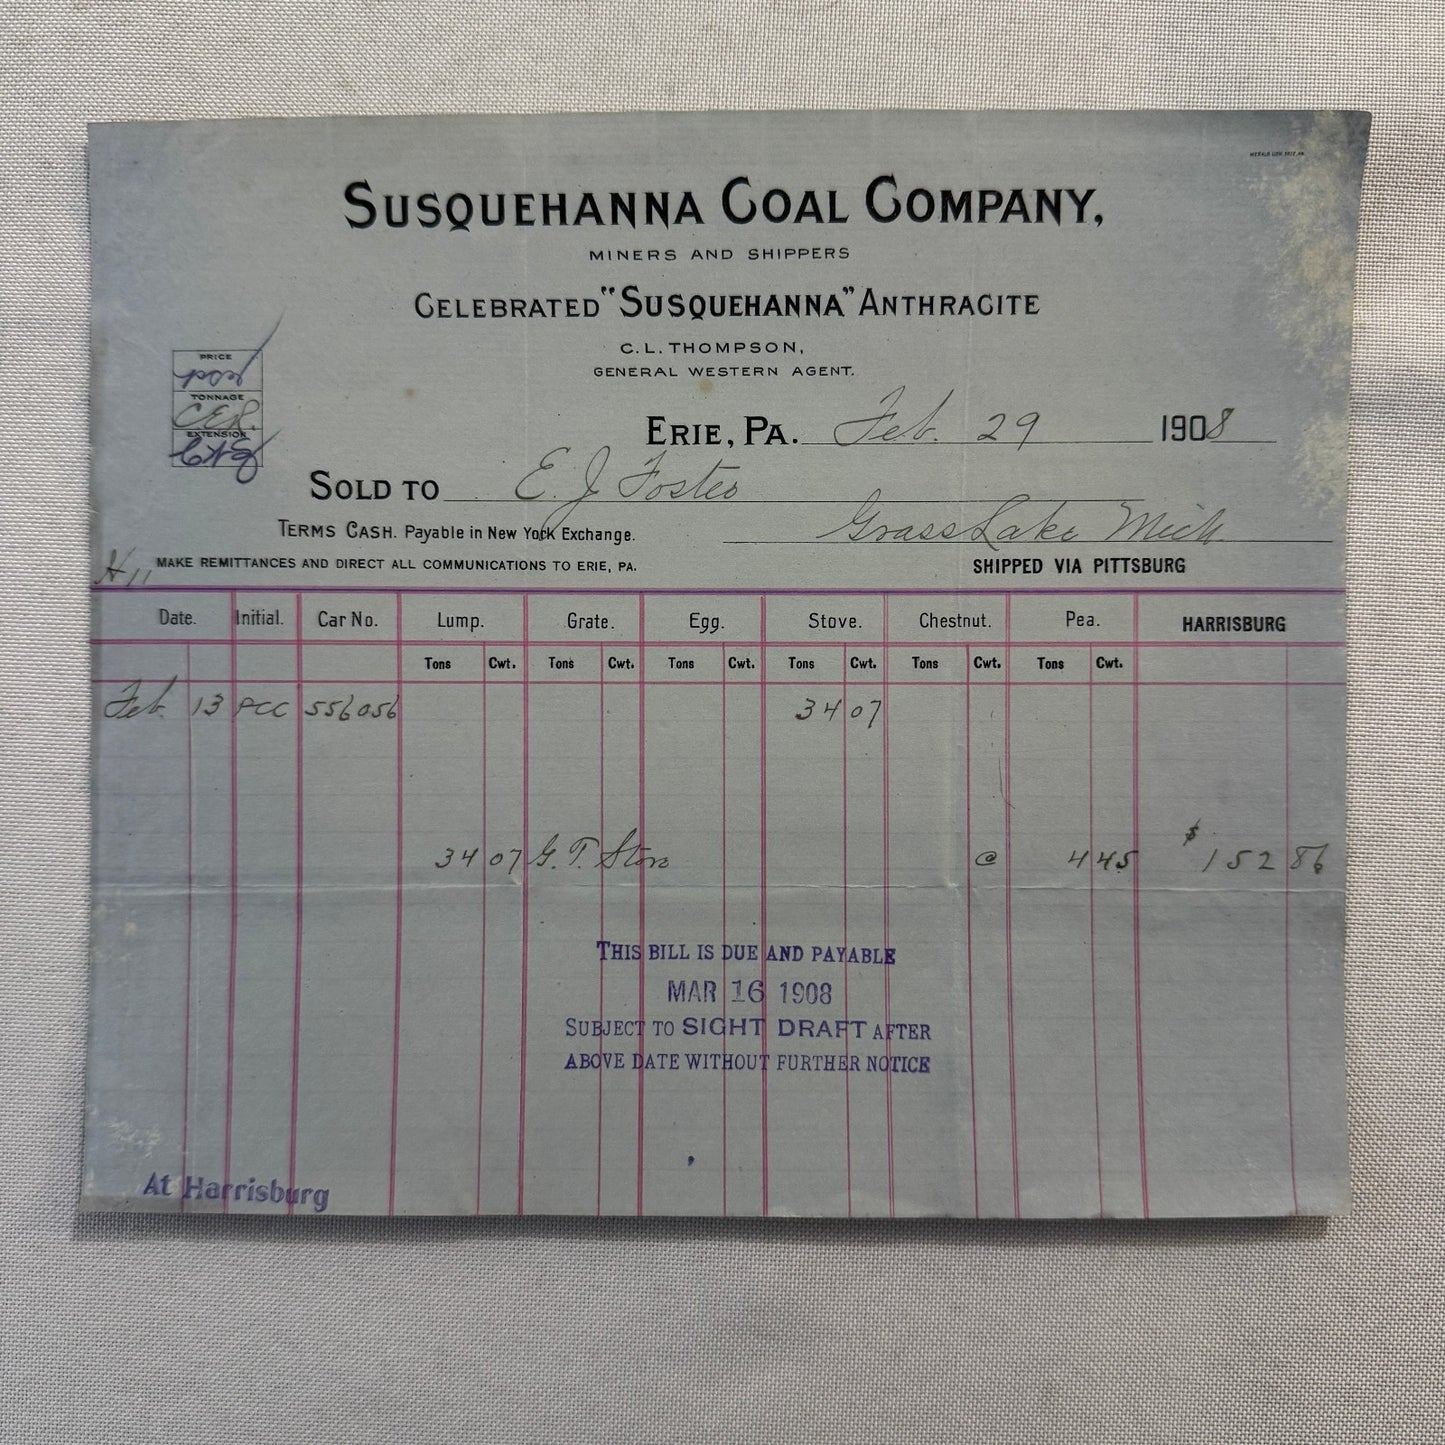 SUSQUEHANNA COAL COMPANY,
MINERS AND SHIPPERS
CELEBRATED "SUSQUEHANNA" ANTHRACITE
C. L. THOMPSON,
GENERAL WESTERN AGENT.
PRICE
TONNAGE
EXTENSION
ERIE, PA. Feb. 29 1908
SOLD TO E. J Foster
TERMS CASH. Payable in New York Exchange. Grass Lake Mich
MAKE REMITTANCES AND DIRECT ALL COMMUNICATIONS TO ERIE, PA. SHIPPED VIA PITTSBURG
Date. Initial. Car No. Lump. Grate. Egg. Stove. Chestnut. Pea. HARRISBURG
Tons Cwt. Tons Cwt. Tons Cwt. Tons Cwt. Tons Cwt. Tons Cwt.
Feb. 13 PCC 556056 34 07
34 07 G. T. Stove @ 4 45 $152 86
THIS BILL IS DUE AND PAYABLE
MAR 16 1908
SUBJECT TO SIGHT DRAFT AFTER
ABOVE DATE WITHOUT FURTHER NOTICE
At Harrisburg